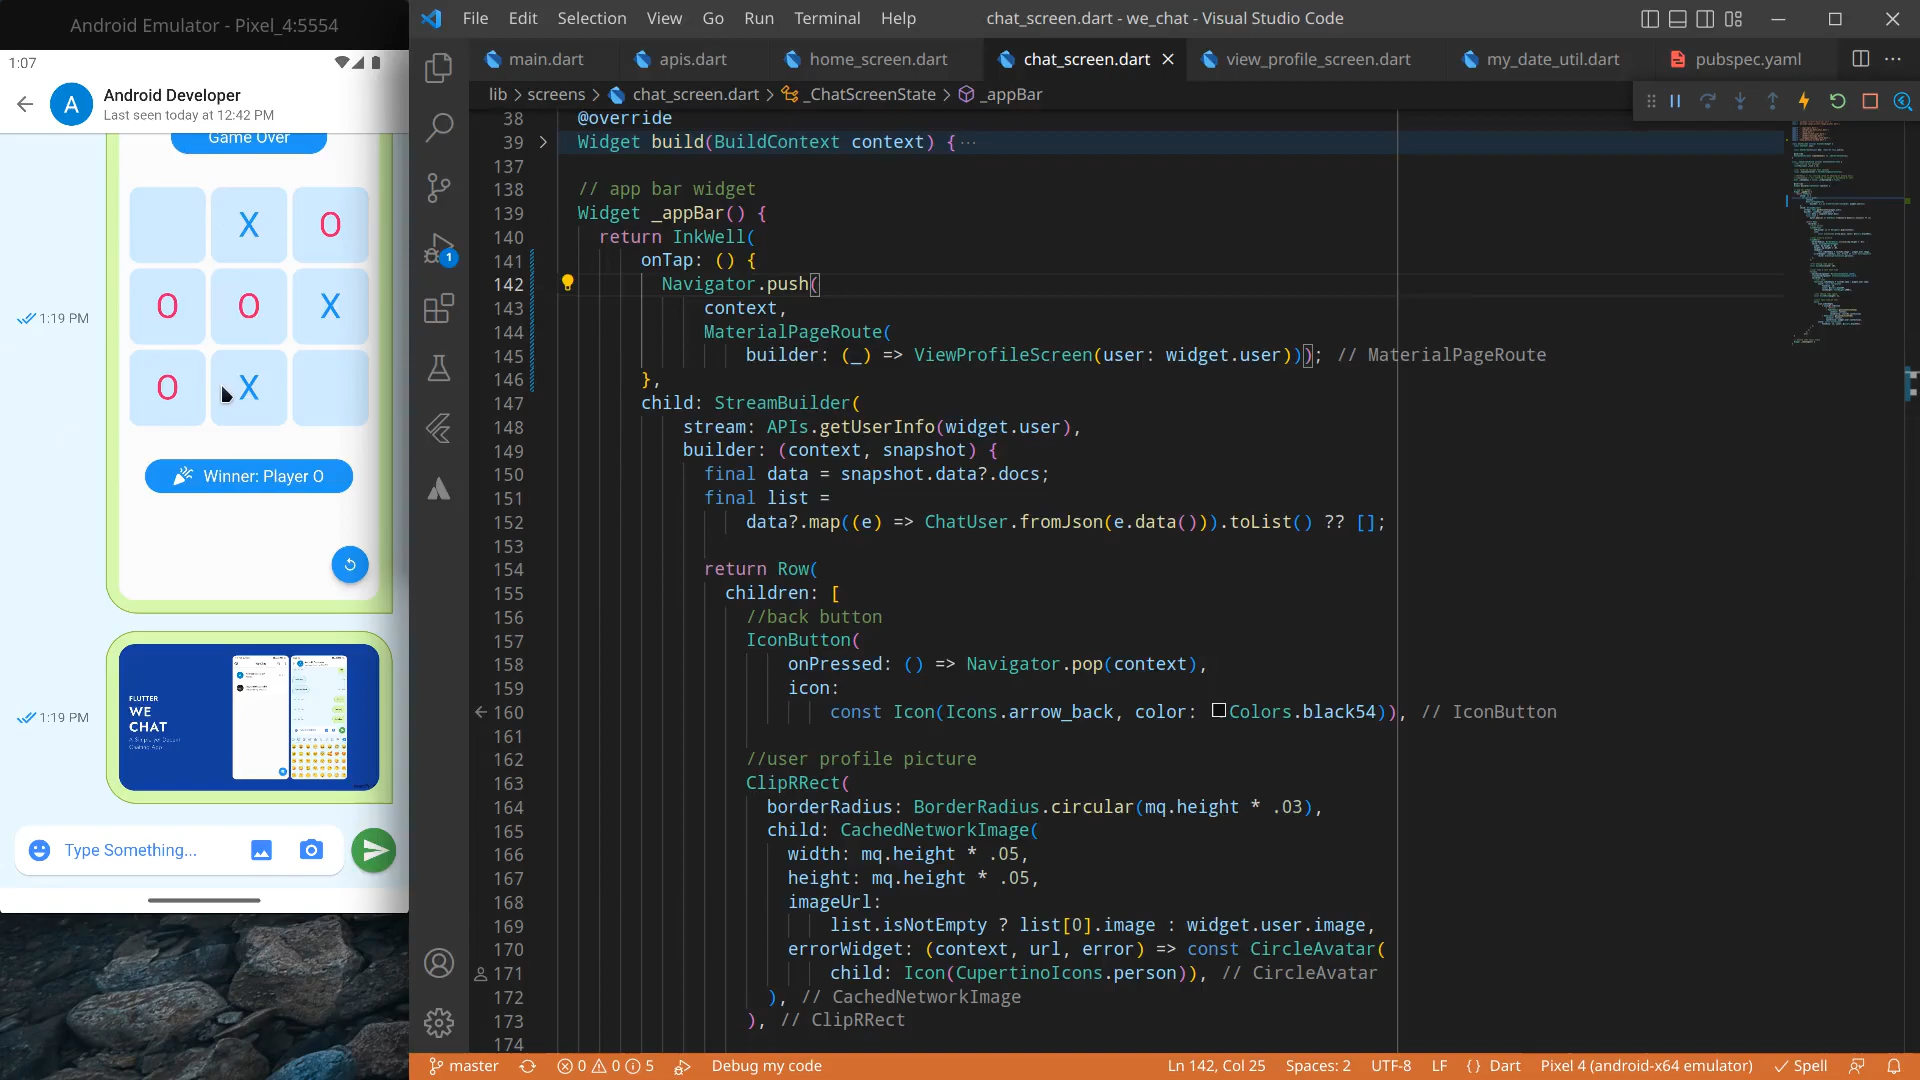 Android Emulator - Pixel_4:5554
1:07
Android Developer
Last seen today at 12:42 PM
A
Game Over
X O
O O X
O X
1:19 PM
Winner: Player O
FLUTTER
WE
CHAT
1:19 PM
Type Something...
File Edit Selection View Go Run Terminal Help
chat_screen.dart - we_chat - Visual Studio Code
main.dart apis.dart home_screen.dart chat_screen.dart view_profile_screen.dart my_date_util.dart pubspec.yaml
lib > screens > chat_screen.dart > _ChatScreenState > _appBar
1
38 @override
39 Widget build(BuildContext context) { ···
137
138 // app bar widget
139 Widget _appBar() {
140 return InkWell(
141 onTap: () {
142 Navigator.push(
143 context,
144 MaterialPageRoute(
145 builder: (_) => ViewProfileScreen(user: widget.user))); // MaterialPageRoute
146 },
147 child: StreamBuilder(
148 stream: APIs.getUserInfo(widget.user),
149 builder: (context, snapshot) {
150 final data = snapshot.data?.docs;
151 final list =
152 data?.map((e) => ChatUser.fromJson(e.data())).toList() ?? [];
153
154 return Row(
155 children: [
156 //back button
157 IconButton(
158 onPressed: () => Navigator.pop(context),
159 icon:
160 const Icon(Icons.arrow_back, color: Colors.black54)), // IconButton
161
162 //user profile picture
163 ClipRRect(
164 borderRadius: BorderRadius.circular(mq.height * .03),
165 child: CachedNetworkImage(
166 width: mq.height * .05,
167 height: mq.height * .05,
168 imageUrl:
169 list.isNotEmpty ? list[0].image : widget.user.image,
170 errorWidget: (context, url, error) => const CircleAvatar(
171 child: Icon(CupertinoIcons.person)), // CircleAvatar
172 ), // CachedNetworkImage
173 ), // ClipRRect
174
master 0 0 5 Debug my code Ln 142, Col 25 Spaces: 2 UTF-8 LF {} Dart Pixel 4 (android-x64 emulator) Spell